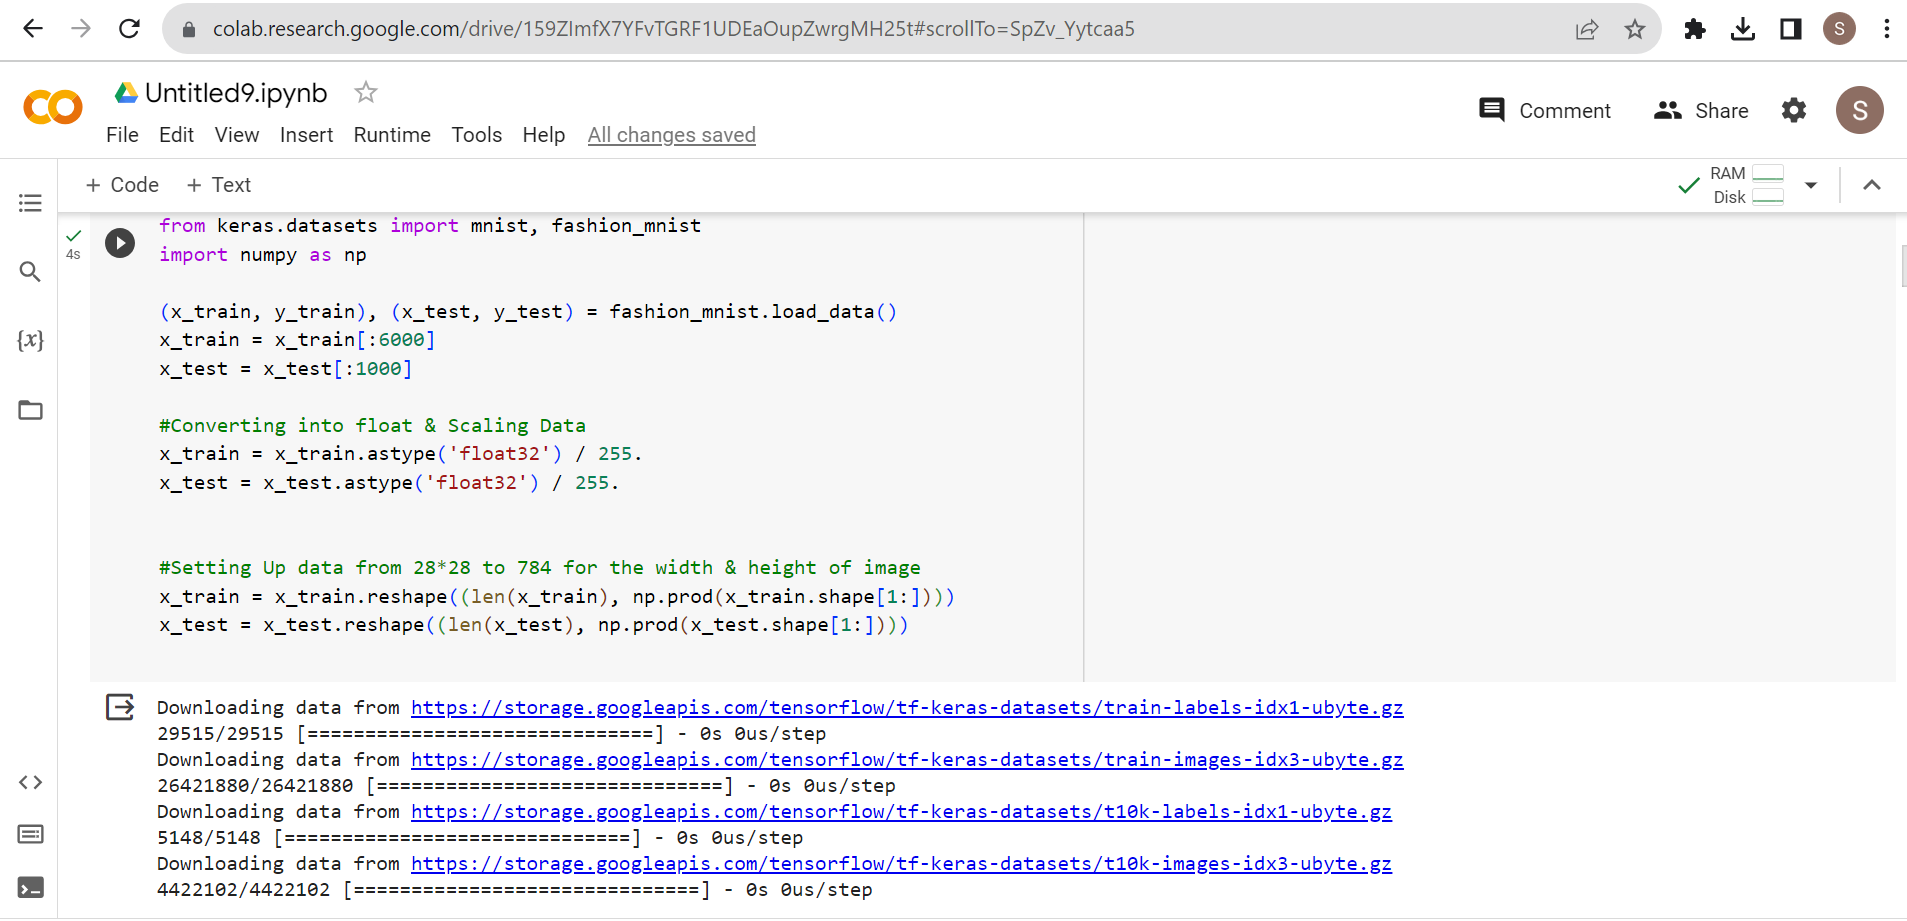 colab.research.google.com/drive/159ZImfX7YFvTGRF1UDEaOupZwrgMH25t#scrollTo=SpZv_Yytcaa5
S
CO
Untitled9.ipynb
File Edit View Insert Runtime Tools Help All changes saved
Comment Share S
+ Code + Text
RAM
Disk
4s
{x}
from keras.datasets import mnist, fashion_mnist
import numpy as np
(x_train, y_train), (x_test, y_test) = fashion_mnist.load_data()
x_train = x_train[:6000]
x_test = x_test[:1000]
#Converting into float & Scaling Data
x_train = x_train.astype('float32') / 255.
x_test = x_test.astype('float32') / 255.
#Setting Up data from 28*28 to 784 for the width & height of image
x_train = x_train.reshape((len(x_train), np.prod(x_train.shape[1:])))
x_test = x_test.reshape((len(x_test), np.prod(x_test.shape[1:])))
Downloading data from https://storage.googleapis.com/tensorflow/tf-keras-datasets/train-labels-idx1-ubyte.gz
29515/29515 [==============================] - 0s 0us/step
Downloading data from https://storage.googleapis.com/tensorflow/tf-keras-datasets/train-images-idx3-ubyte.gz
26421880/26421880 [==============================] - 0s 0us/step
Downloading data from https://storage.googleapis.com/tensorflow/tf-keras-datasets/t10k-labels-idx1-ubyte.gz
5148/5148 [==============================] - 0s 0us/step
Downloading data from https://storage.googleapis.com/tensorflow/tf-keras-datasets/t10k-images-idx3-ubyte.gz
4422102/4422102 [==============================] - 0s 0us/step